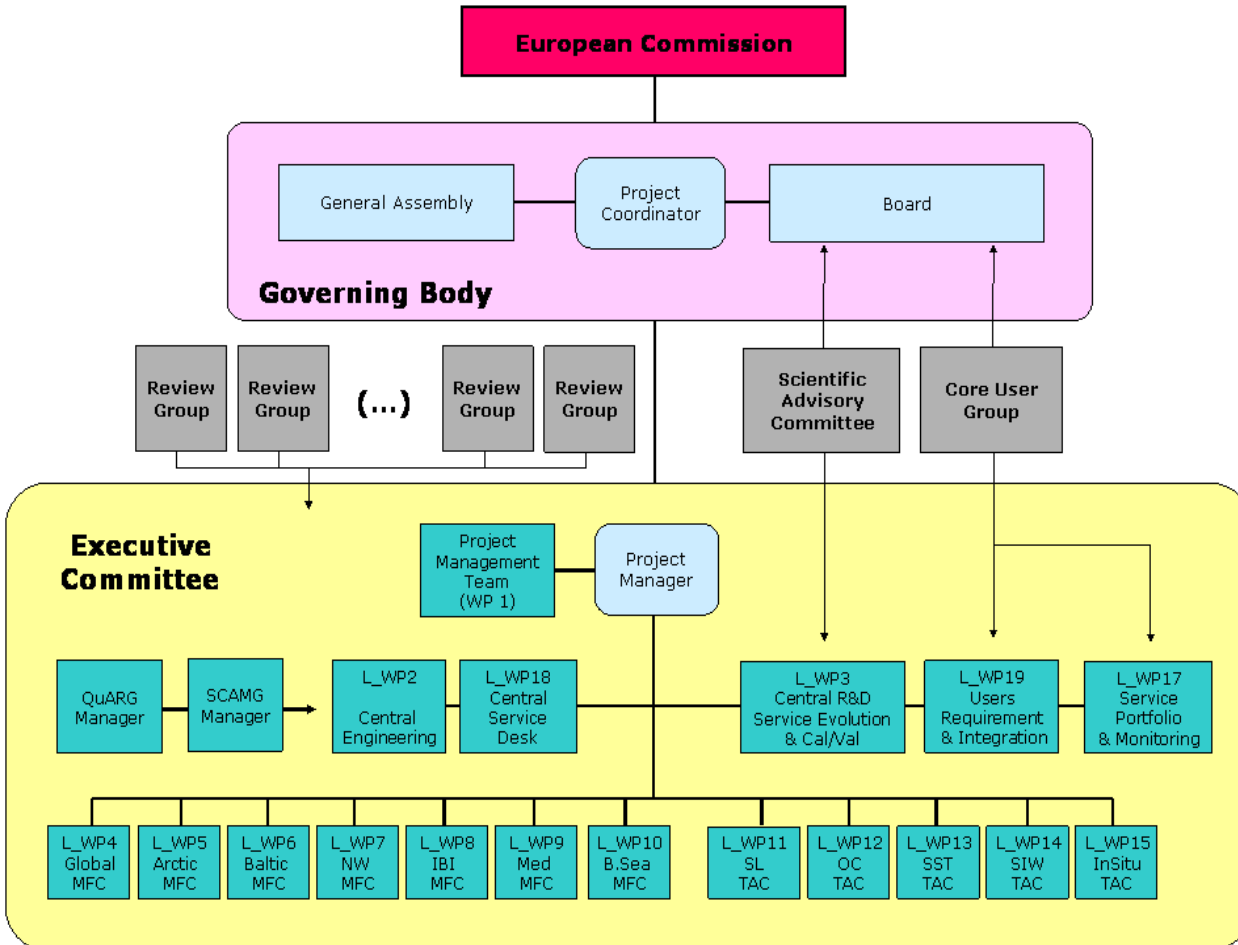 European Commission
General Assembly
Project
Coordinator
Board
Governing Body
Review
Group
Review
Group
(...)
Review
Group
Review
Group
Scientific
Advisory
Committee
Core User
Group
Executive
Committee
Project
Management
Team
(WP 1)
Project
Manager
QuARG
Manager
SCAMG
Manager
L_WP2
Central
Engineering
L_WP18
Central
Service
Desk
L_WP3
Central R&D
Service Evolution
& Cal/Val
L_WP19
Users
Requirement
& Integration
L_WP17
Service
Portfolio
& Monitoring
L_WP4
Global
MFC
L_WP5
Arctic
MFC
L_WP6
Baltic
MFC
L_WP7
NW
MFC
L_WP8
IBI
MFC
L_WP9
Med
MFC
L_WP10
B.Sea
MFC
L_WP11
SL
TAC
L_WP12
OC
TAC
L_WP13
SST
TAC
L_WP14
SIW
TAC
L_WP15
InSitu
TAC